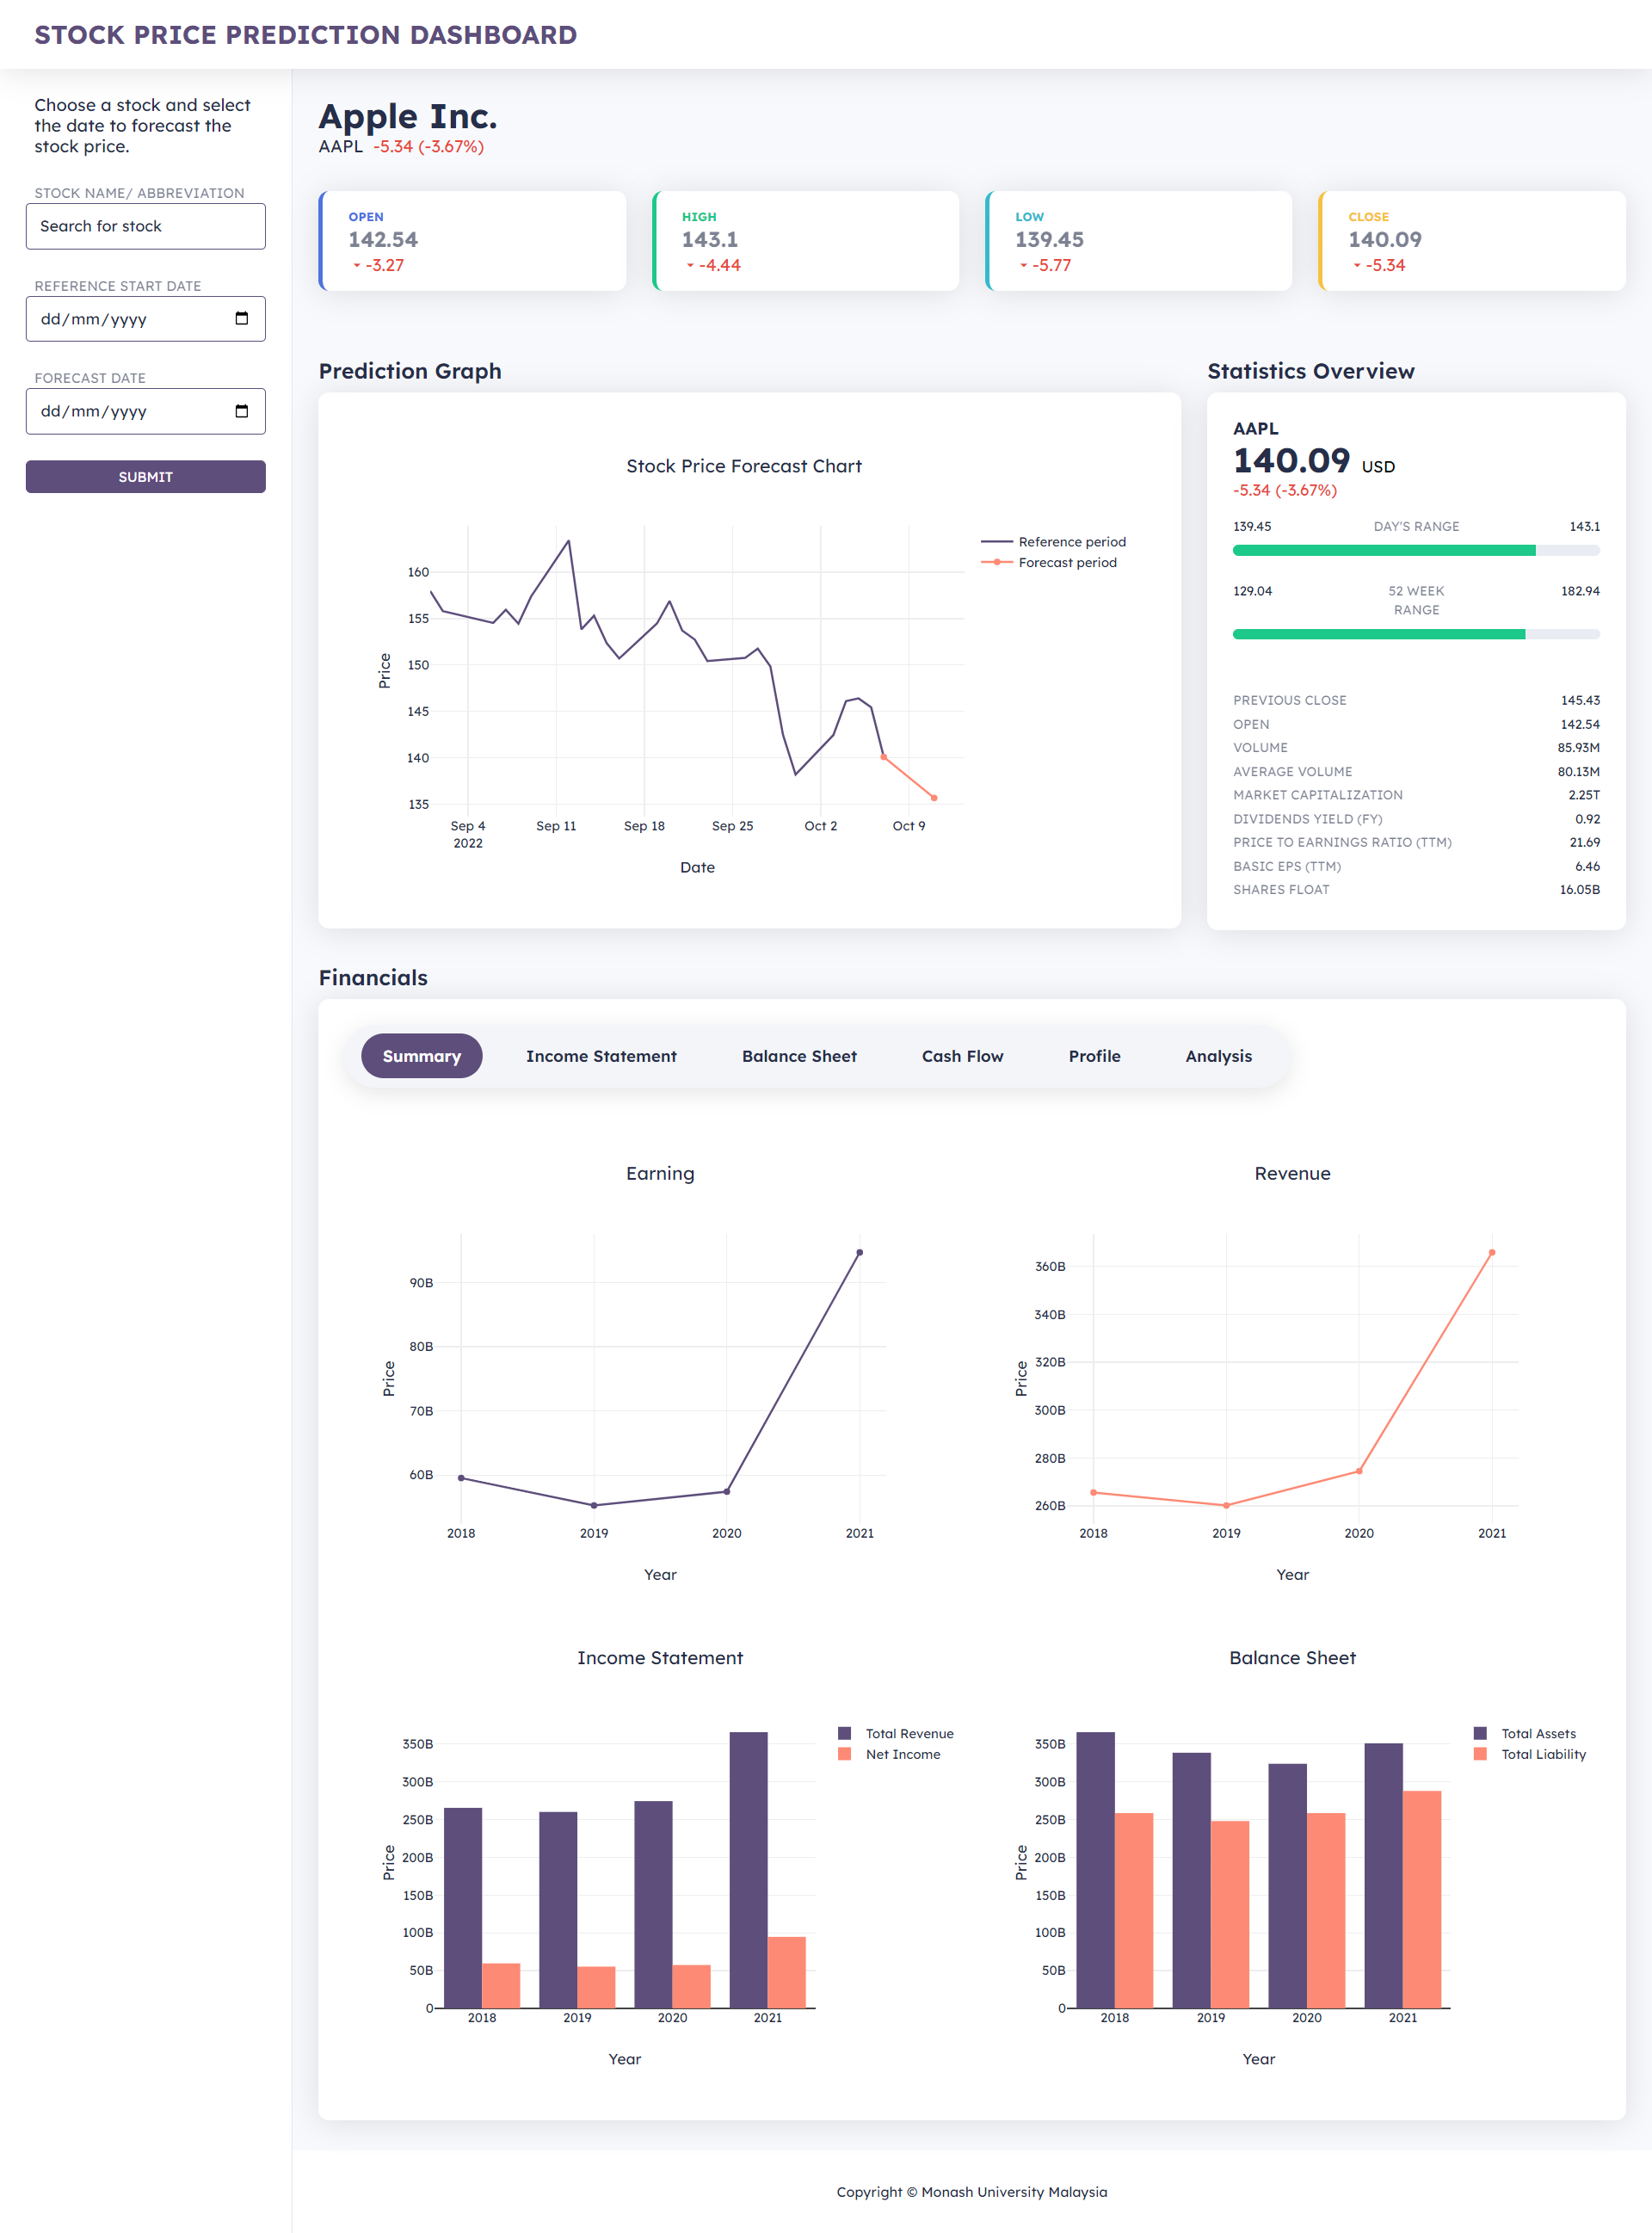 STOCK PRICE PREDICTION DASHBOARD
Choose a stock and select
the date to forecast the
stock price.
STOCK NAME/ ABBREVIATION
Search for stock
REFERENCE START DATE
dd/mm/yyyy
FORECAST DATE
dd/mm/yyyy
SUBMIT
Apple Inc.
AAPL -5.34 (-3.67%)
OPEN
142.54
-3.27
HIGH
143.1
-4.44
LOW
139.45
-5.77
CLOSE
140.09
-5.34
Prediction Graph
Stock Price Forecast Chart
Reference period
Forecast period
160
155
150
145
140
135
Price
Sep 4 Sep 11 Sep 18 Sep 25 Oct 2 Oct 9
2022
Date
Statistics Overview
AAPL
140.09 USD
-5.34 (-3.67%)
139.45 DAY'S RANGE 143.1
129.04 52 WEEK 182.94
RANGE
PREVIOUS CLOSE 145.43
OPEN 142.54
VOLUME 85.93M
AVERAGE VOLUME 80.13M
MARKET CAPITALIZATION 2.25T
DIVIDENDS YIELD (FY) 0.92
PRICE TO EARNINGS RATIO (TTM) 21.69
BASIC EPS (TTM) 6.46
SHARES FLOAT 16.05B
Financials
Summary Income Statement Balance Sheet Cash Flow Profile Analysis
Earning
90B
80B
70B
60B
Price
2018 2019 2020 2021
Year
Revenue
360B
340B
320B
300B
280B
260B
Price
2018 2019 2020 2021
Year
Income Statement
Total Revenue
Net Income
350B
300B
250B
200B
150B
100B
50B
0
Price
2018 2019 2020 2021
Year
Balance Sheet
Total Assets
Total Liability
350B
300B
250B
200B
150B
100B
50B
0
Price
2018 2019 2020 2021
Year
Copyright © Monash University Malaysia